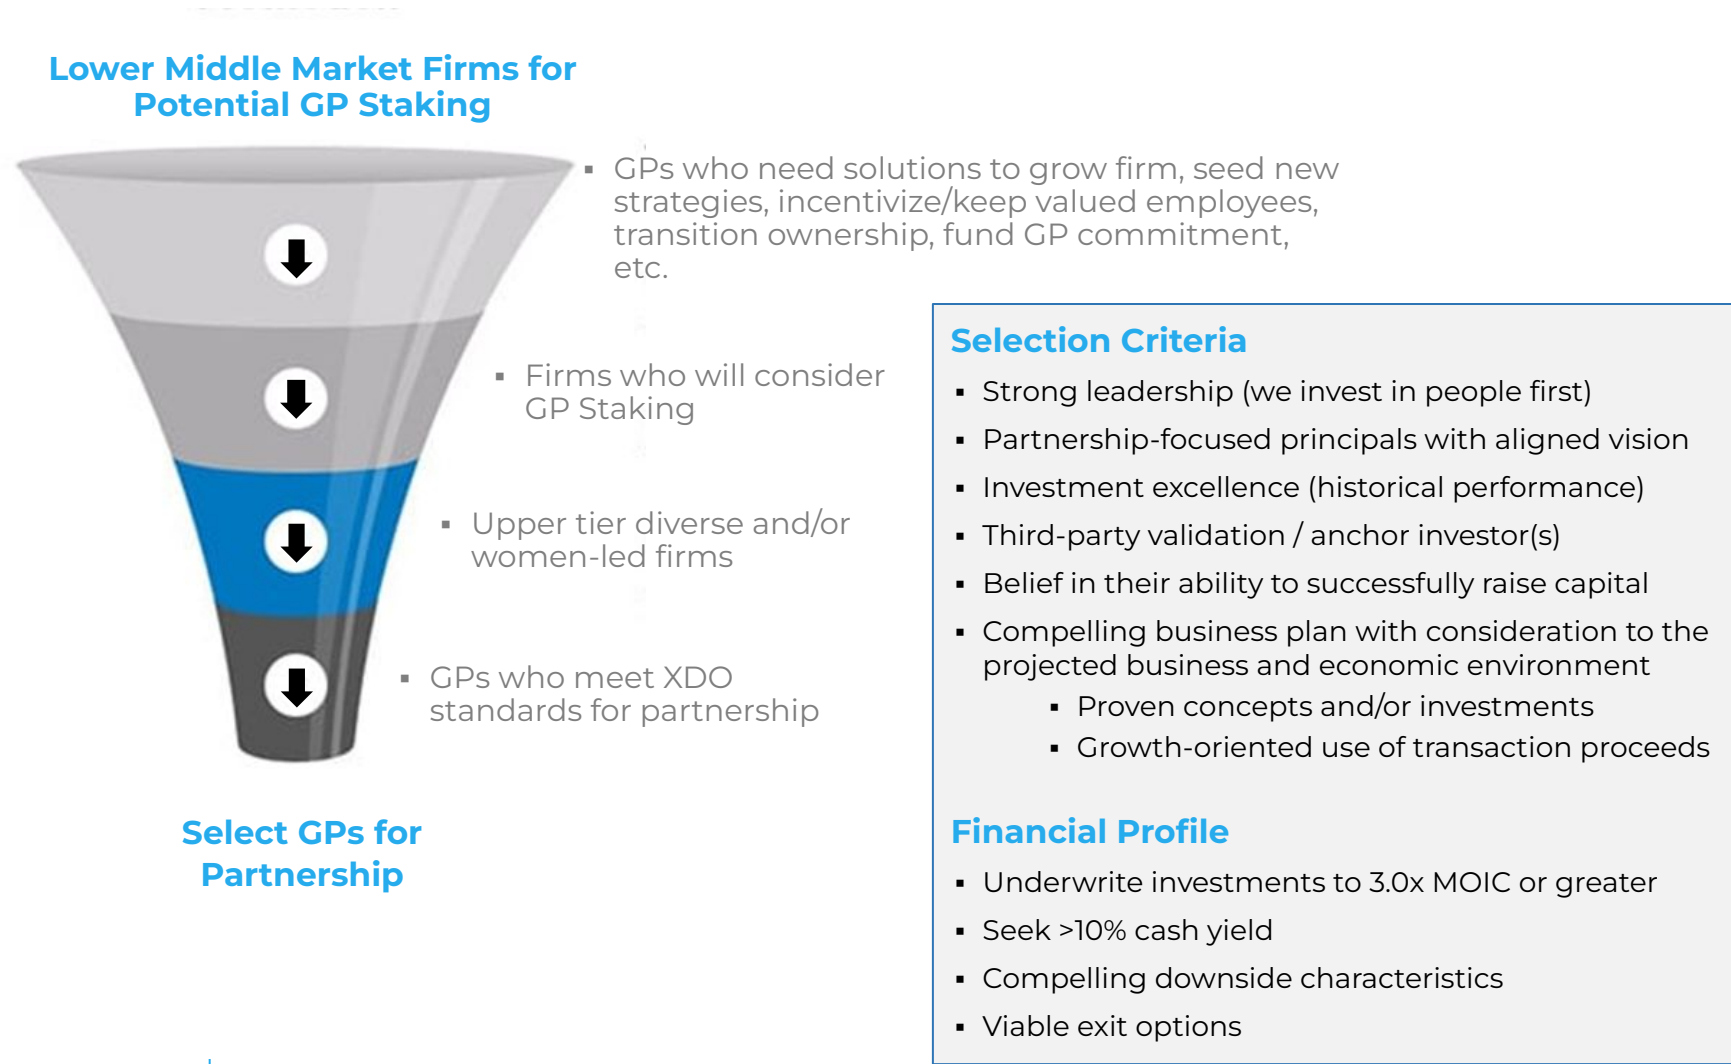 Lower Middle Market Firms for
Potential GP Staking
▪ GPs who need solutions to grow firm, seed new
strategies, incentivize/keep valued employees,
transition ownership, fund GP commitment,
etc.
▪ Firms who will consider
GP Staking
▪ Upper tier diverse and/or
women-led firms
▪ GPs who meet XDO
standards for partnership
Select GPs for
Partnership
Selection Criteria
▪ Strong leadership (we invest in people first)
▪ Partnership-focused principals with aligned vision
▪ Investment excellence (historical performance)
▪ Third-party validation / anchor investor(s)
▪ Belief in their ability to successfully raise capital
▪ Compelling business plan with consideration to the
projected business and economic environment
▪ Proven concepts and/or investments
▪ Growth-oriented use of transaction proceeds
Financial Profile
▪ Underwrite investments to 3.0x MOIC or greater
▪ Seek >10% cash yield
▪ Compelling downside characteristics
▪ Viable exit options